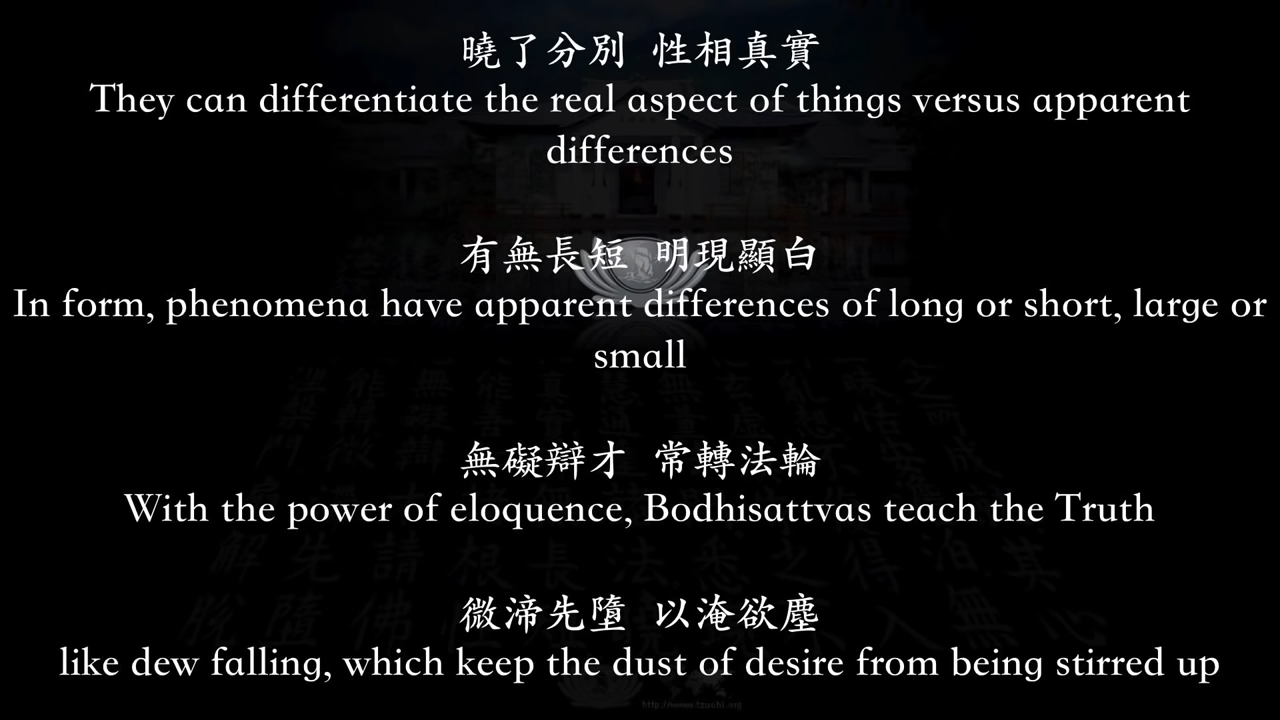 曉了分別 性相真實
They can differentiate the real aspect of things versus apparent
differences
有無長短 明現顯白
In form, phenomena have apparent differences of long or short, large or
small
無礙辯才 常轉法輪
With the power of eloquence, Bodhisattvas teach the Truth
微渧先墮 以淹欲塵
like dew falling, which keep the dust of desire from being stirred up